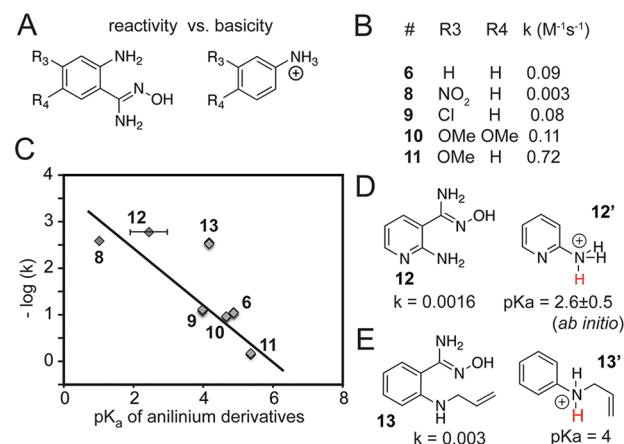 A
reactivity vs. basicity
R3
R4
NH2
N
OH
NH2
R3
R4
NH3
⊕
B
# R3 R4 k (M-1s-1)
6 H H 0.09
8 NO2 H 0.003
9 Cl H 0.08
10 OMe OMe 0.11
11 OMe H 0.72
C
- log (k)
4
3
2
1
0
0 2 4 6 8
12
13
8
6
9
10
11
pKa of anilinium derivatives
D
NH2
N
OH
N
NH2
12
k = 0.0016
12'
N
⊕
N
H
H
H
pKa = 2.6±0.5
(ab initio)
E
NH2
N
OH
N
H
13
k = 0.003
13'
H
N
⊕
H
pKa = 4